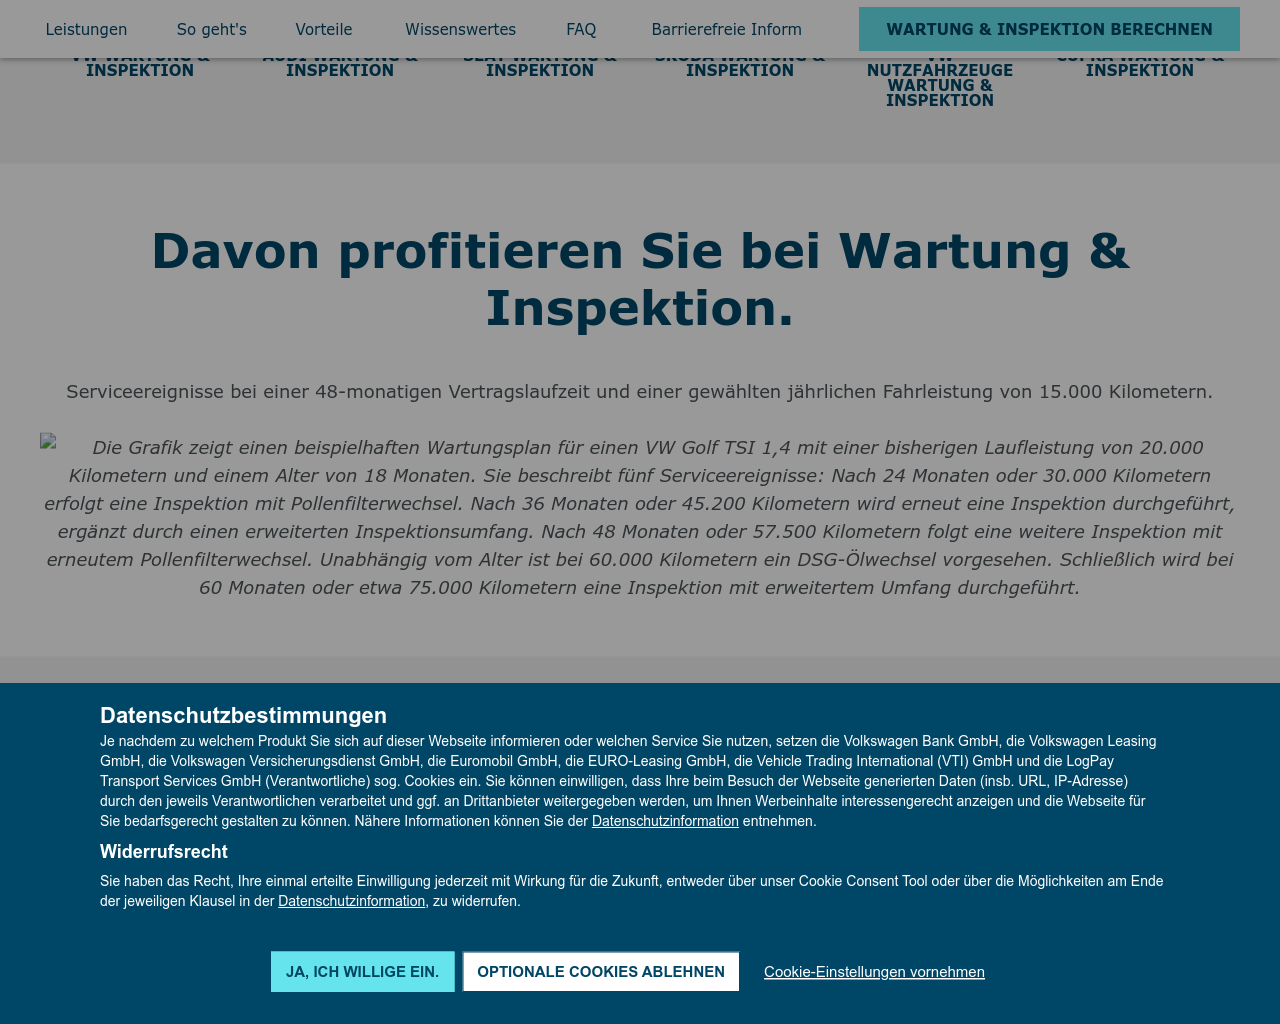 Leistungen
So geht's
Vorteile
Wissenswertes
FAQ
Barrierefreie Inform
WARTUNG & INSPEKTION BERECHNEN
VW WARTUNG &
INSPEKTION
AUDI WARTUNG &
INSPEKTION
SEAT WARTUNG &
INSPEKTION
SKODA WARTUNG &
INSPEKTION
VW
NUTZFAHRZEUGE
WARTUNG &
INSPEKTION
CUPRA WARTUNG &
INSPEKTION
Davon profitieren Sie bei Wartung &
Inspektion.
Serviceereignisse bei einer 48-monatigen Vertragslaufzeit und einer gewählten jährlichen Fahrleistung von 15.000 Kilometern.
Die Grafik zeigt einen beispielhaften Wartungsplan für einen VW Golf TSI 1,4 mit einer bisherigen Laufleistung von 20.000
Kilometern und einem Alter von 18 Monaten. Sie beschreibt fünf Serviceereignisse: Nach 24 Monaten oder 30.000 Kilometern
erfolgt eine Inspektion mit Pollenfilterwechsel. Nach 36 Monaten oder 45.200 Kilometern wird erneut eine Inspektion durchgeführt,
ergänzt durch einen erweiterten Inspektionsumfang. Nach 48 Monaten oder 57.500 Kilometern folgt eine weitere Inspektion mit
erneutem Pollenfilterwechsel. Unabhängig vom Alter ist bei 60.000 Kilometern ein DSG-Ölwechsel vorgesehen. Schließlich wird bei
60 Monaten oder etwa 75.000 Kilometern eine Inspektion mit erweitertem Umfang durchgeführt.
Datenschutzbestimmungen
Je nachdem zu welchem Produkt Sie sich auf dieser Webseite informieren oder welchen Service Sie nutzen, setzen die Volkswagen Bank GmbH, die Volkswagen Leasing
GmbH, die Volkswagen Versicherungsdienst GmbH, die Euromobil GmbH, die EURO-Leasing GmbH, die Vehicle Trading International (VTI) GmbH und die LogPay
Transport Services GmbH (Verantwortliche) sog. Cookies ein. Sie können einwilligen, dass Ihre beim Besuch der Webseite generierten Daten (insb. URL, IP-Adresse)
durch den jeweils Verantwortlichen verarbeitet und ggf. an Drittanbieter weitergegeben werden, um Ihnen Werbeinhalte interessengerecht anzeigen und die Webseite für
Sie bedarfsgerecht gestalten zu können. Nähere Informationen können Sie der Datenschutzinformation entnehmen.
Widerrufsrecht
Sie haben das Recht, Ihre einmal erteilte Einwilligung jederzeit mit Wirkung für die Zukunft, entweder über unser Cookie Consent Tool oder über die Möglichkeiten am Ende
der jeweiligen Klausel in der Datenschutzinformation, zu widerrufen.
JA, ICH WILLIGE EIN.
OPTIONALE COOKIES ABLEHNEN
Cookie-Einstellungen vornehmen